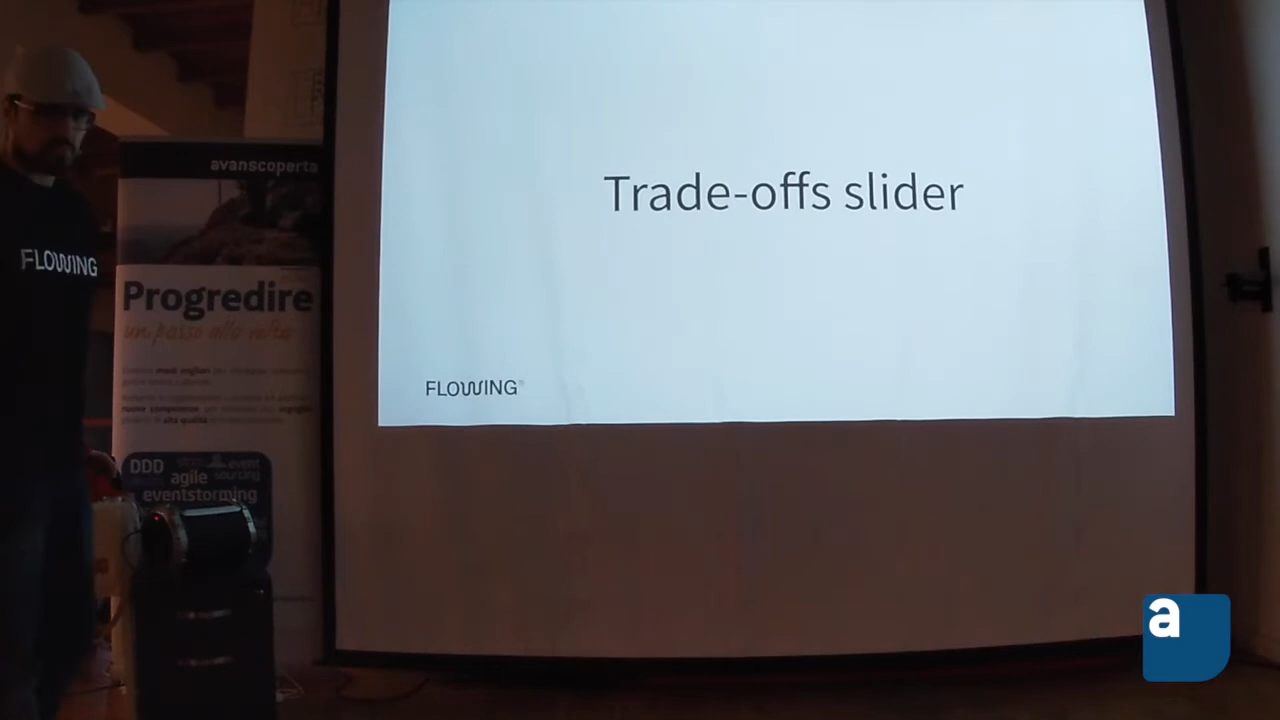 avanscoperta
Trade-offs slider
FLOWING
Progredire
un passo alla volta
FLOWING®
DDD
event
sourcing
agile
eventstorming
a